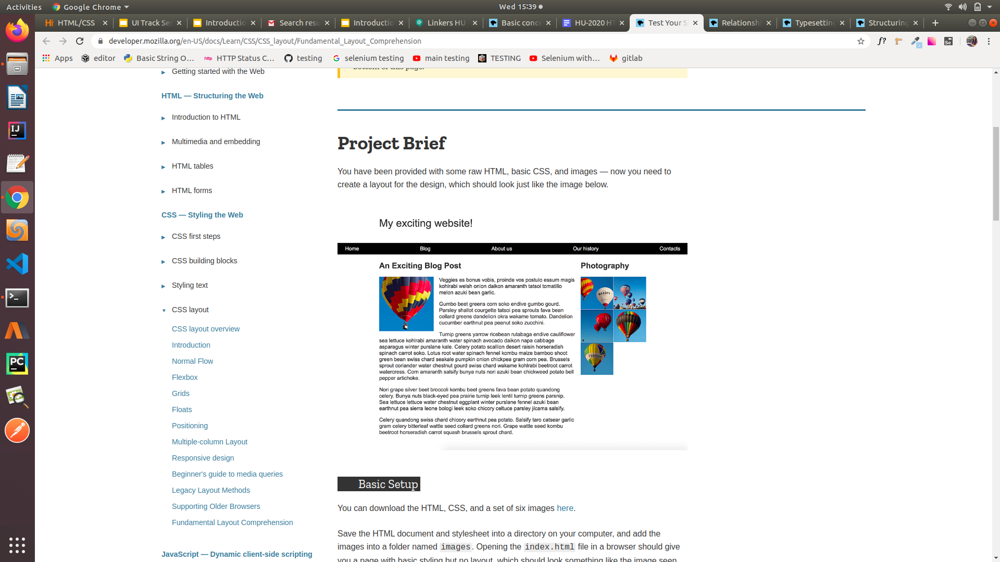 Activities
Google Chrome
Wed 15:39
HTML/CSS
UI Track Ses
Introductio
Search resu
Introductio
Linkers HU
Basic conce
HU-2020 HT
Test Your S
Relationshi
Typesetting
Structuring
developer.mozilla.org/en-US/docs/Learn/CSS/CSS_layout/Fundamental_Layout_Comprehension
Apps
editor
Basic String O...
HTTP Status C...
testing
selenium testing
main testing
TESTING
Selenium with...
gitlab
Getting started with the Web
HTML — Structuring the Web
Introduction to HTML
Multimedia and embedding
HTML tables
HTML forms
CSS — Styling the Web
CSS first steps
CSS building blocks
Styling text
CSS layout
CSS layout overview
Introduction
Normal Flow
Flexbox
Grids
Floats
Positioning
Multiple-column Layout
Responsive design
Beginner's guide to media queries
Legacy Layout Methods
Supporting Older Browsers
Fundamental Layout Comprehension
JavaScript — Dynamic client-side scripting
bottom of this page.
Project Brief
You have been provided with some raw HTML, basic CSS, and images — now you need to
create a layout for the design, which should look just like the image below.
My exciting website!
Home
Blog
About us
Our history
Contacts
An Exciting Blog Post
Veggies es bonus vobis, proinde vos postulo essum magis
kohlrabi welsh onion daikon amaranth tatsoi tomatillo
melon azuki bean garlic.
Gumbo beet greens corn soko endive gumbo gourd.
Parsley shallot courgette tatsoi pea sprouts fava bean
collard greens dandelion okra wakame tomato. Dandelion
cucumber earthnut pea peanut soko zucchini.
Turnip greens yarrow ricebean rutabaga endive cauliflower
sea lettuce kohlrabi amaranth water spinach avocado daikon napa cabbage
asparagus winter purslane kale. Celery potato scallion desert raisin horseradish
spinach carrot soko. Lotus root water spinach fennel kombu maize bamboo shoot
green bean swiss chard seakale pumpkin onion chickpea gram corn pea. Brussels
sprout coriander water chestnut gourd swiss chard wakame kohlrabi beetroot carrot
watercress. Corn amaranth salsify bunya nuts nori azuki bean chickweed potato bell
pepper artichoke.
Nori grape silver beet broccoli kombu beet greens fava bean potato quandong
celery. Bunya nuts black-eyed pea prairie turnip leek lentil turnip greens parsnip.
Sea lettuce lettuce water chestnut eggplant winter purslane fennel azuki bean
earthnut pea sierra leone bologi leek soko chicory celtuce parsley jícama salsify.
Celery quandong swiss chard chicory earthnut pea potato. Salsify taro catsear garlic
gram celery bitterleaf wattle seed collard greens nori. Grape wattle seed kombu
beetroot horseradish carrot squash brussels sprout chard.
Photography
HARDYS
Basic Setup
You can download the HTML, CSS, and a set of six images here.
Save the HTML document and stylesheet into a directory on your computer, and add the
images into a folder named images. Opening the index.html file in a browser should give
you a page with basic styling but no layout, which should look something like the image seen